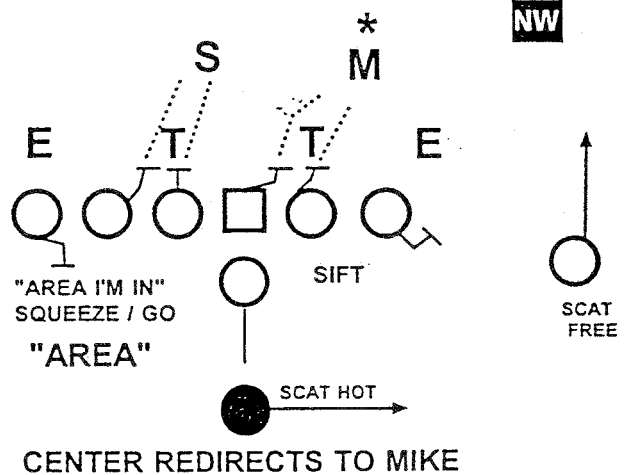 NW
*
S
M
E T T E
"AREA I'M IN"
SQUEEZE / GO
"AREA"
SIFT
SCAT
FREE
SCAT HOT
CENTER REDIRECTS TO MIKE